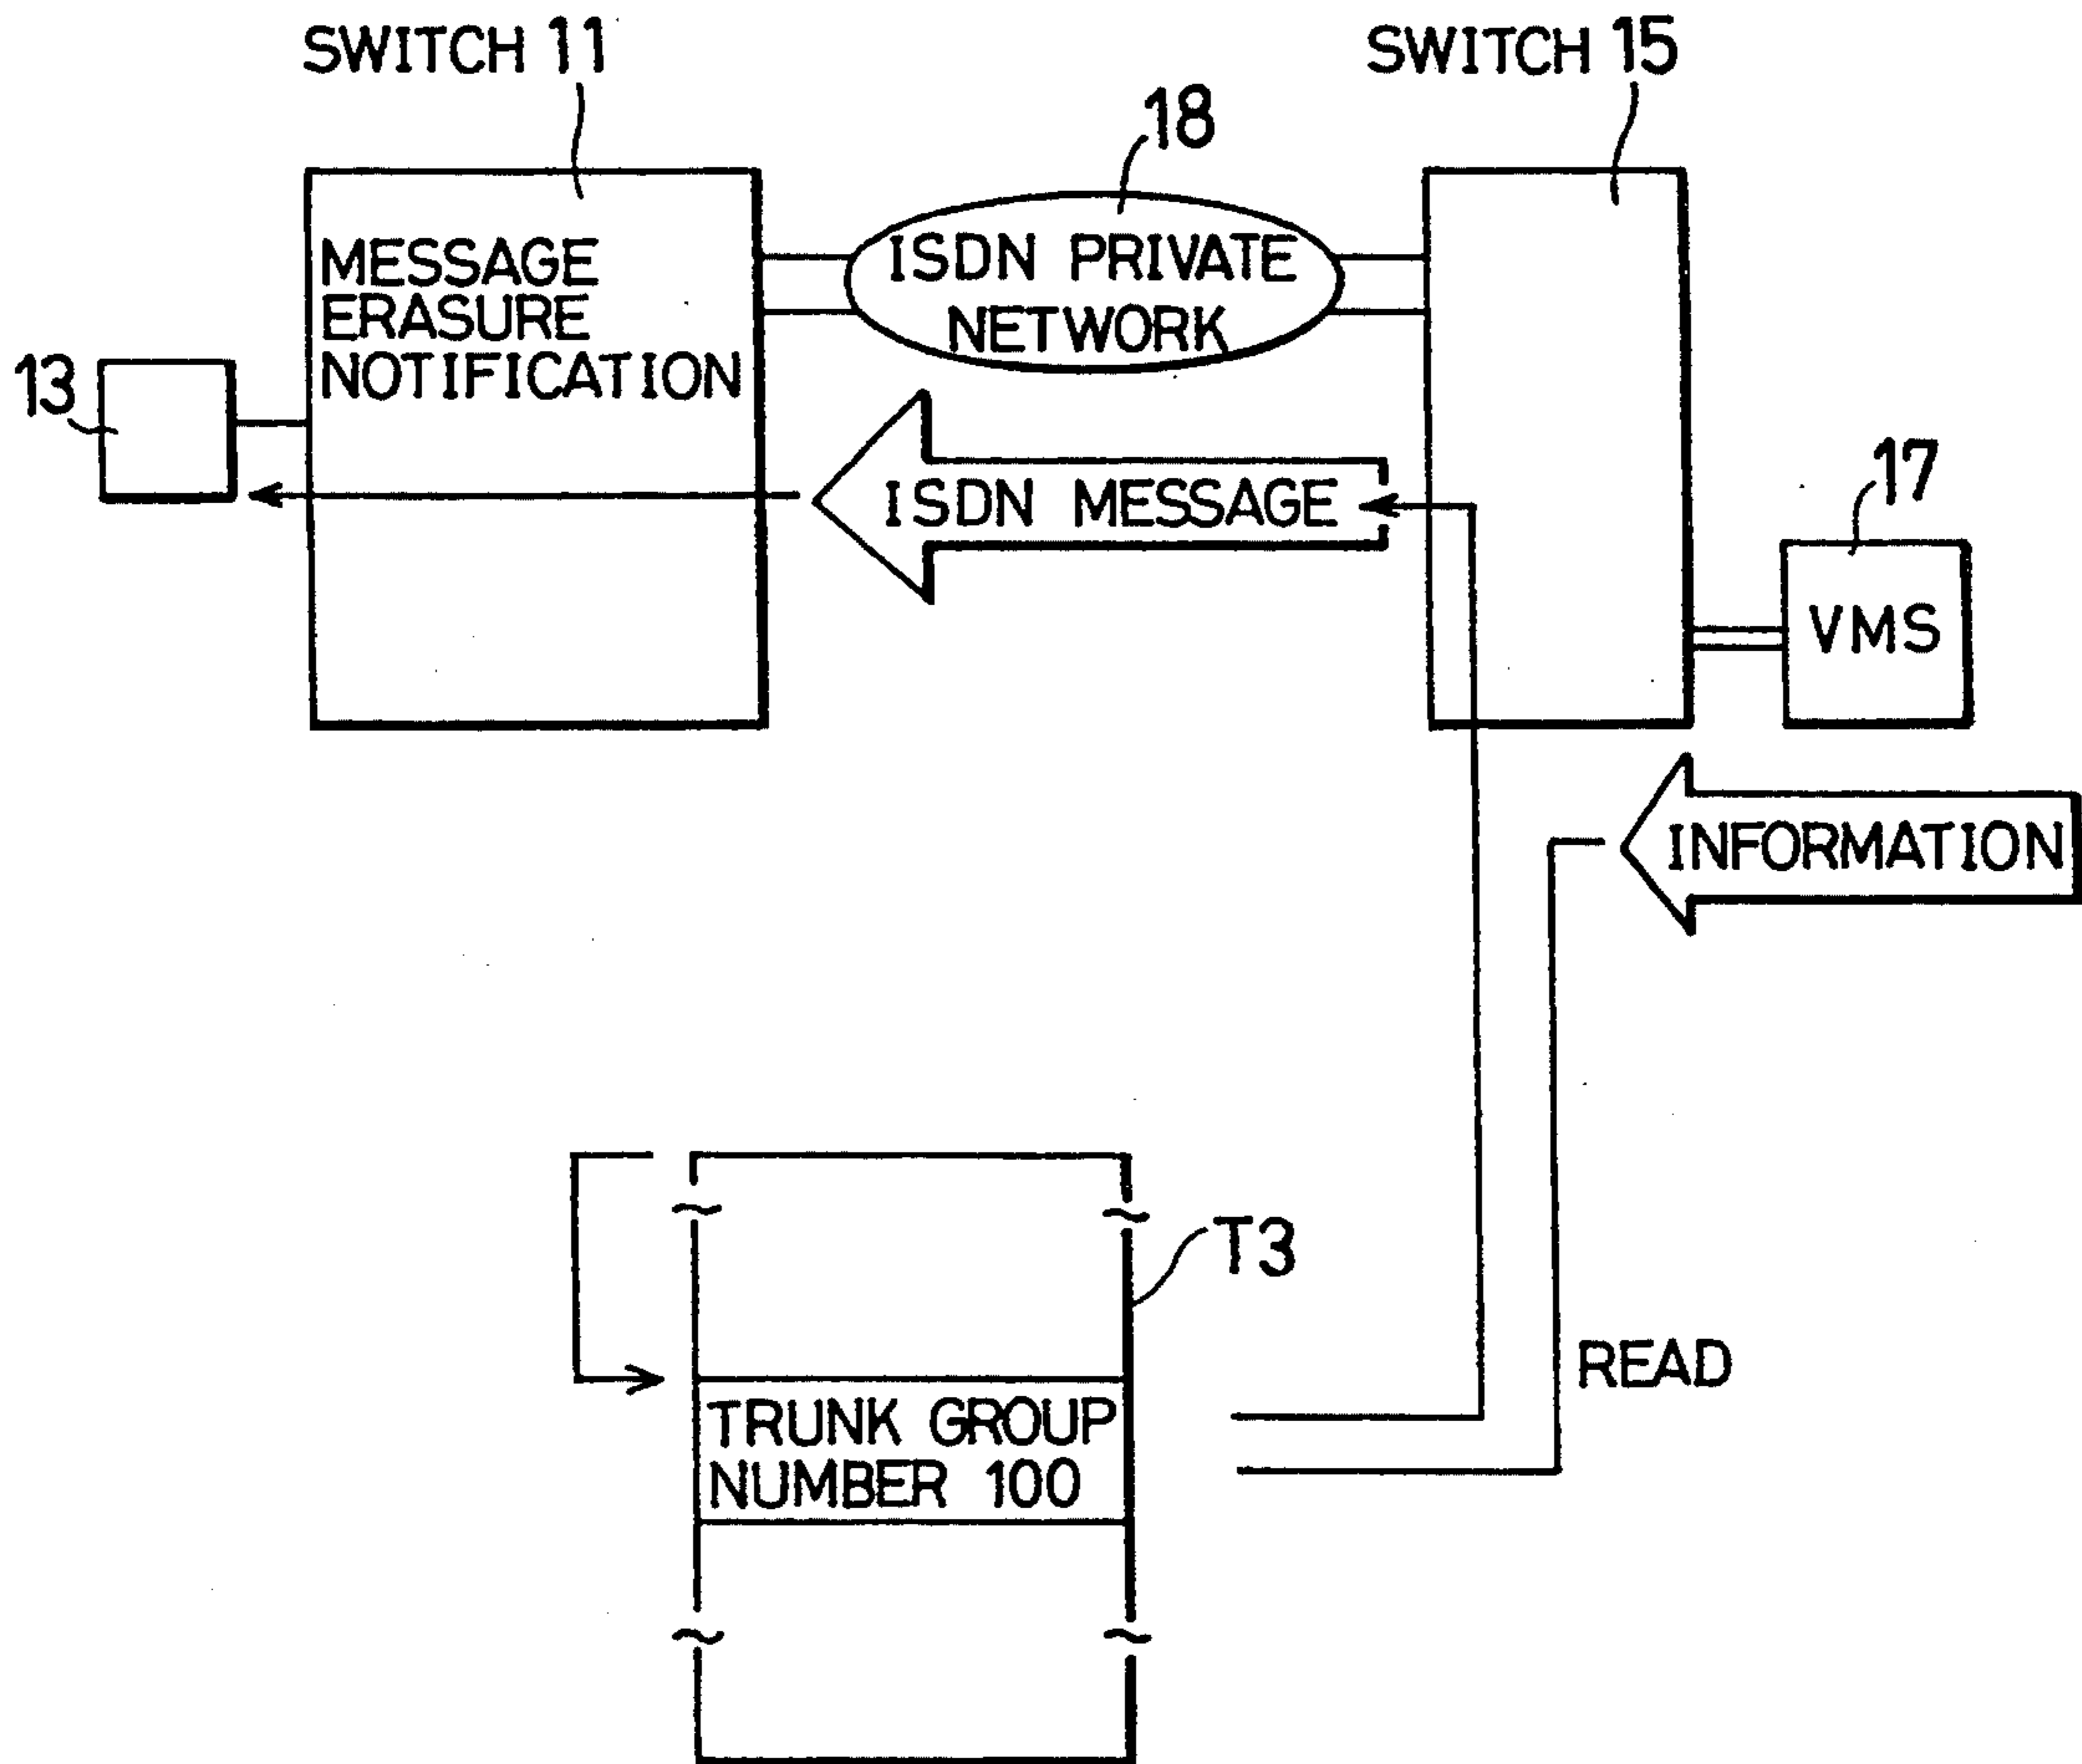 SWITCH 11
SWITCH 15
18
MESSAGE
ERASURE
NOTIFICATION
ISDN PRIVATE
NETWORK
13
ISDN MESSAGE
17
VMS
INFORMATION
T3
READ
TRUNK GROUP
NUMBER 100